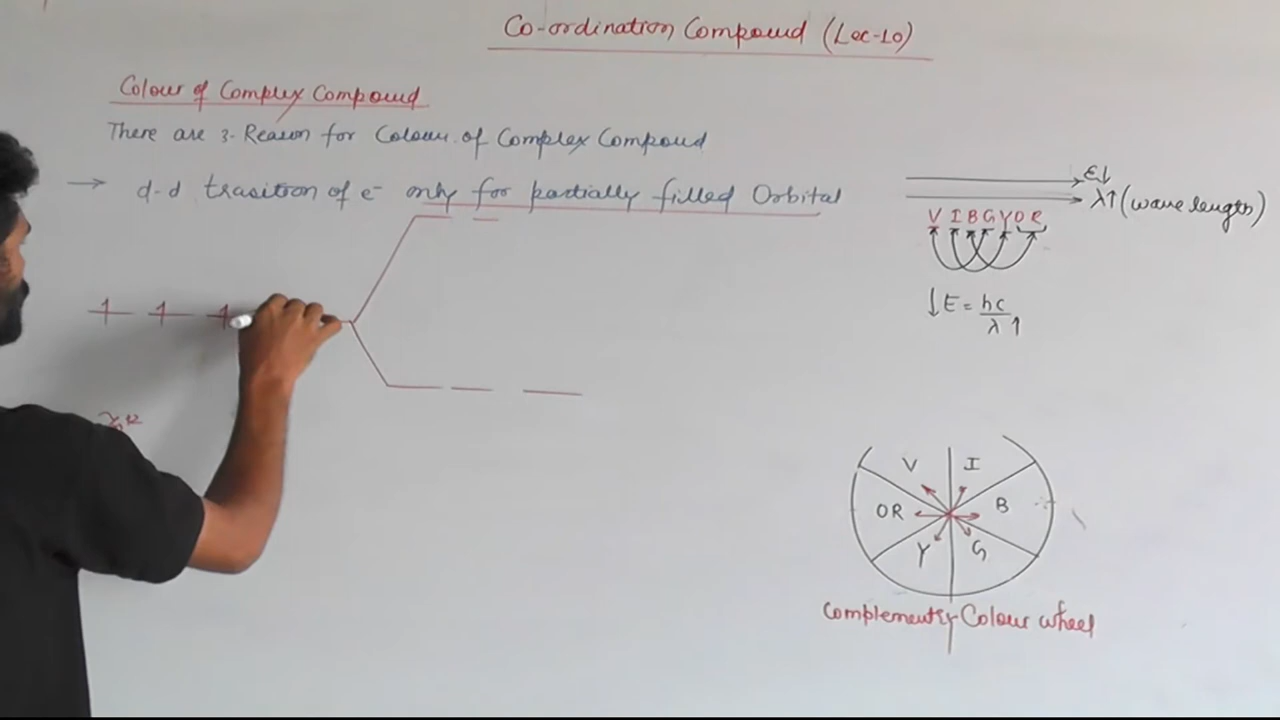 Co-ordination Compound (Lec-10)
Colour of Complex Compound
There are 3. Reason for Colour of Complex Compoud
→ d-d trasition of e⁻ only for partially filled Orbital
E↓
λ↑ (wave length)
V I B G Y O R
↓E = hc/λ↑
V I
OR B
Y G
Complementry Colour wheel